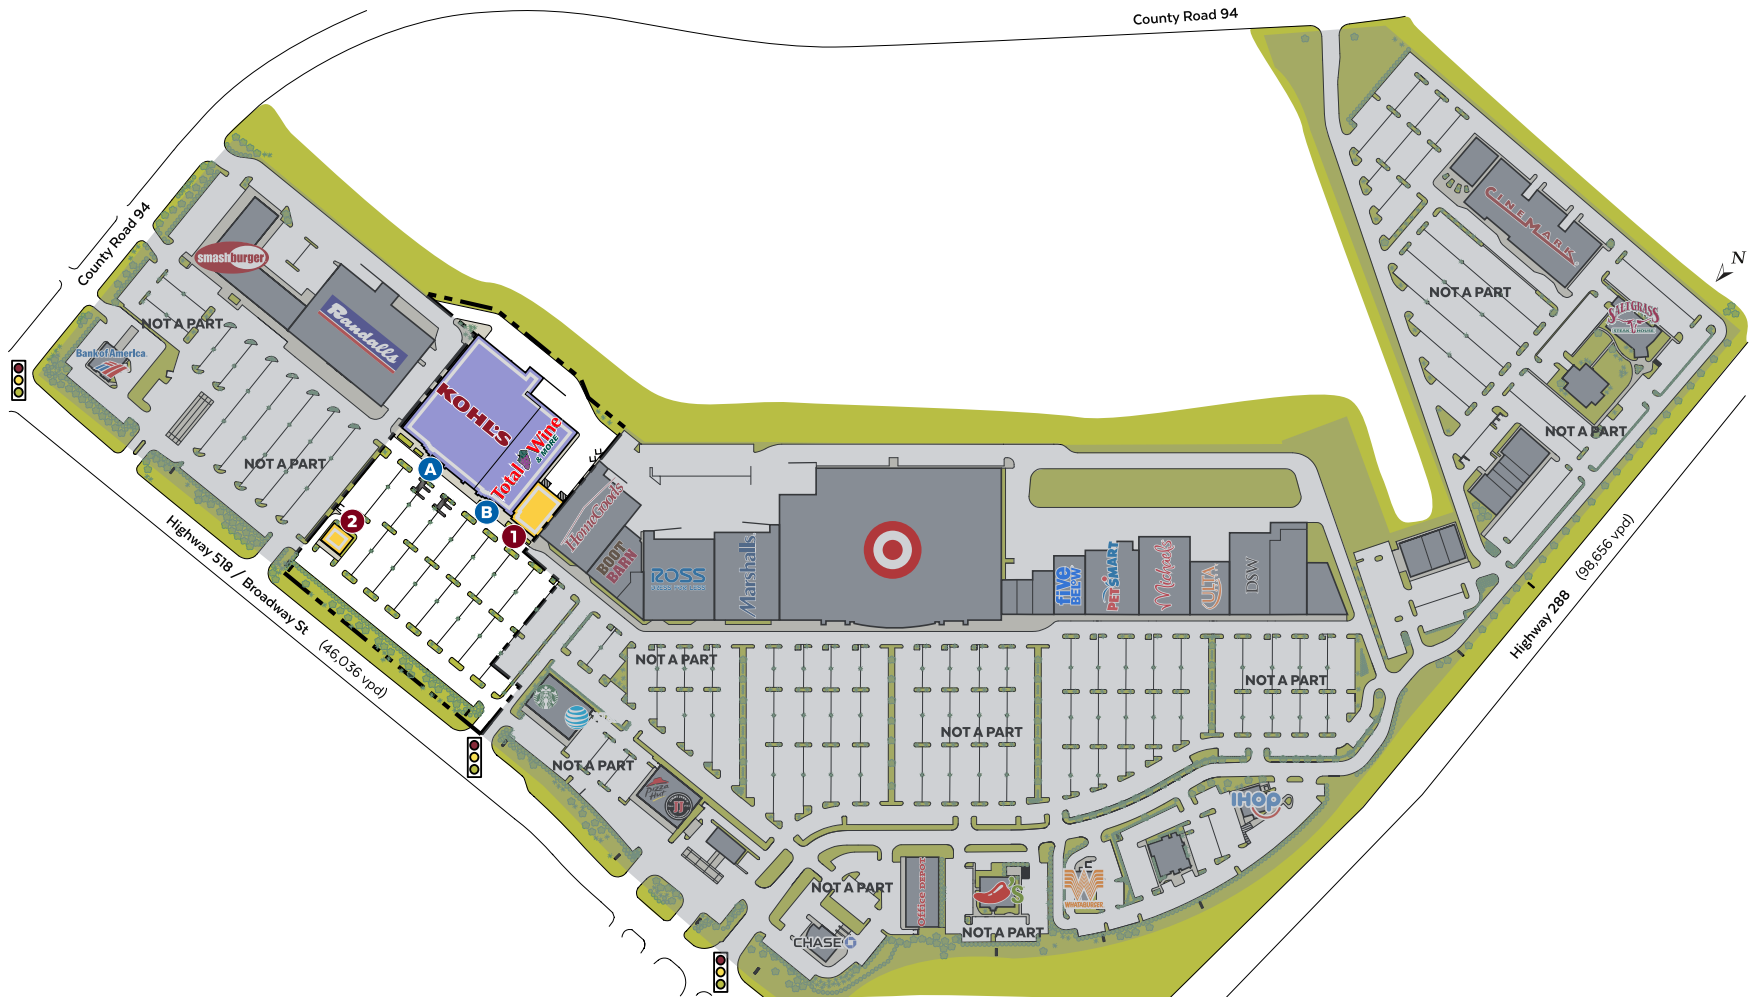 County Road 94
County Road 94
N
smashburger
Randalls
NOT A PART
Bank of America
CINEMARK
NOT A PART
SALTGRASS
STEAK HOUSE
NOT A PART
KOHL'S
Total Wine
& MORE
A
B
1
2
NOT A PART
HomeGoods
BOOT
BARN
ROSS
DRESS FOR LESS
Marshalls
five
BELOW
PETSMART
Michaels
ULTA
DSW
Highway 518 / Broadway St (46,036 vpd)
Highway 288 (98,656 vpd)
NOT A PART
NOT A PART
NOT A PART
AT&T
NOT A PART
Pizza
Hut
IHOP
NOT A PART
Office DEPOT
WHATABURGER
CHASE
NOT A PART